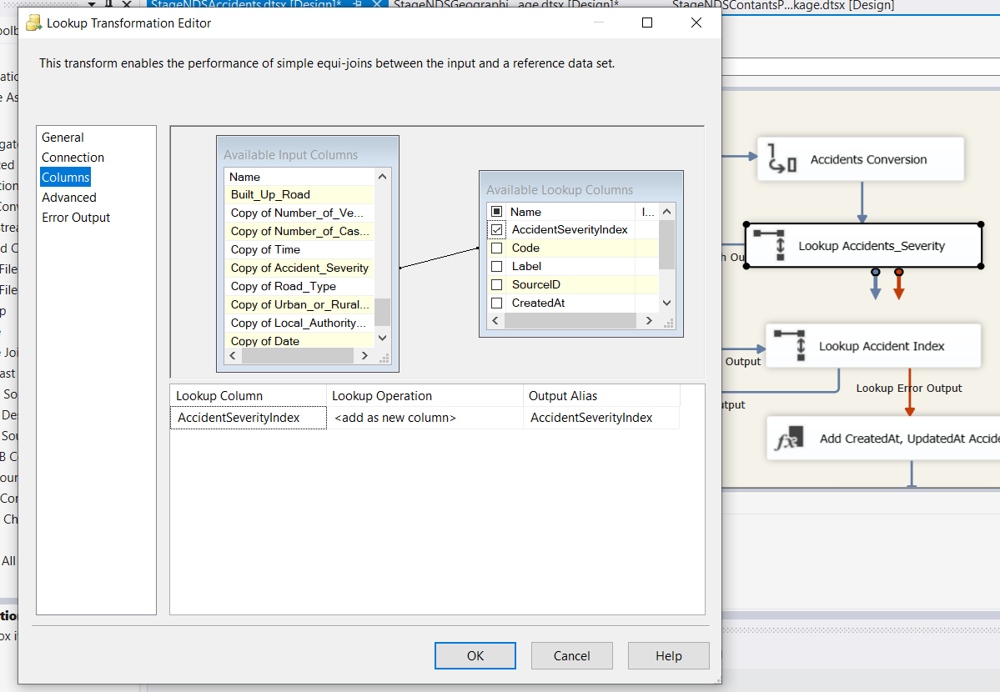 StageNDSAccidents.dtsx [Design]*
StageNDSGeographi...age.dtsx [Design]*
StageNDSContantsP...kage.dtsx [Design]
Lookup Transformation Editor
This transform enables the performance of simple equi-joins between the input and a reference data set.
General
Connection
Columns
Advanced
Error Output
Available Input Columns
Name
Built_Up_Road
Copy of Number_of_Ve...
Copy of Number_of_Cas...
Copy of Time
Copy of Accident_Severity
Copy of Road_Type
Copy of Urban_or_Rural...
Copy of Local_Authority...
Copy of Date
Available Lookup Columns
Name I...
AccidentSeverityIndex
Code
Label
SourceID
CreatedAt
Lookup Column Lookup Operation Output Alias
AccidentSeverityIndex <add as new column> AccidentSeverityIndex
OK Cancel Help
Accidents Conversion
Lookup Accidents_Severity
Lookup Accident Index
Output
Lookup Error Output
Add CreatedAt, UpdatedAt Accide
All